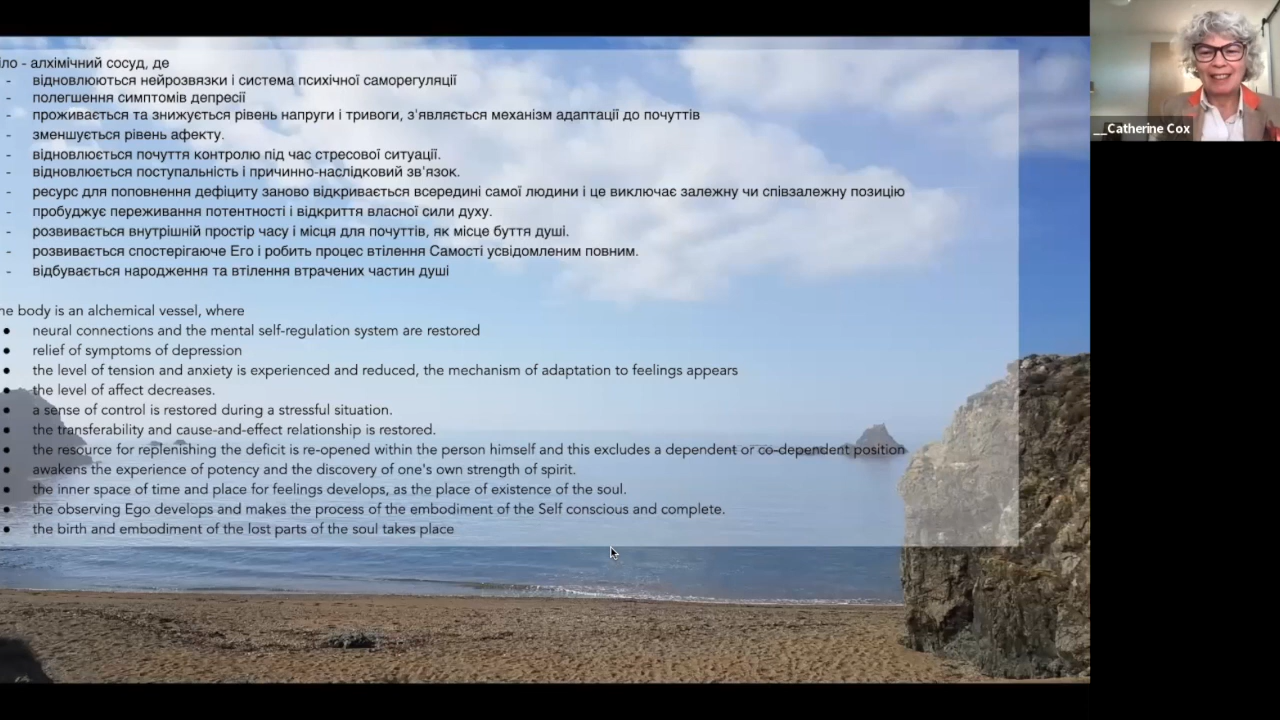 іло - алхімічний сосуд, де
- відновлюються нейрозвязки і система психічної саморегуляції
- полегшення симптомів депресії
- проживається та знижується рівень напруги і тривоги, з'являється механізм адаптації до почуттів
- зменшується рівень афекту.
- відновлюється почуття контролю під час стресової ситуації.
- відновлюється поступальність і причинно-наслідковий зв'язок.
- ресурс для поповнення дефіциту заново відкривається всередині самої людини і це виключає залежну чи співзалежну позицію
- пробуджує переживання потентності і відкриття власної сили духу.
- розвивається внутрішній простір часу і місця для почуттів, як місце буття душі.
- розвивається спостерігаюче Его і робить процес втілення Самості усвідомленим повним.
- відбувається народження та втілення втрачених частин душі
he body is an alchemical vessel, where
● neural connections and the mental self-regulation system are restored
● relief of symptoms of depression
● the level of tension and anxiety is experienced and reduced, the mechanism of adaptation to feelings appears
● the level of affect decreases.
● a sense of control is restored during a stressful situation.
● the transferability and cause-and-effect relationship is restored.
● the resource for replenishing the deficit is re-opened within the person himself and this excludes a dependent or co-dependent position
● awakens the experience of potency and the discovery of one's own strength of spirit.
● the inner space of time and place for feelings develops, as the place of existence of the soul.
● the observing Ego develops and makes the process of the embodiment of the Self conscious and complete.
● the birth and embodiment of the lost parts of the soul takes place
__Catherine Cox